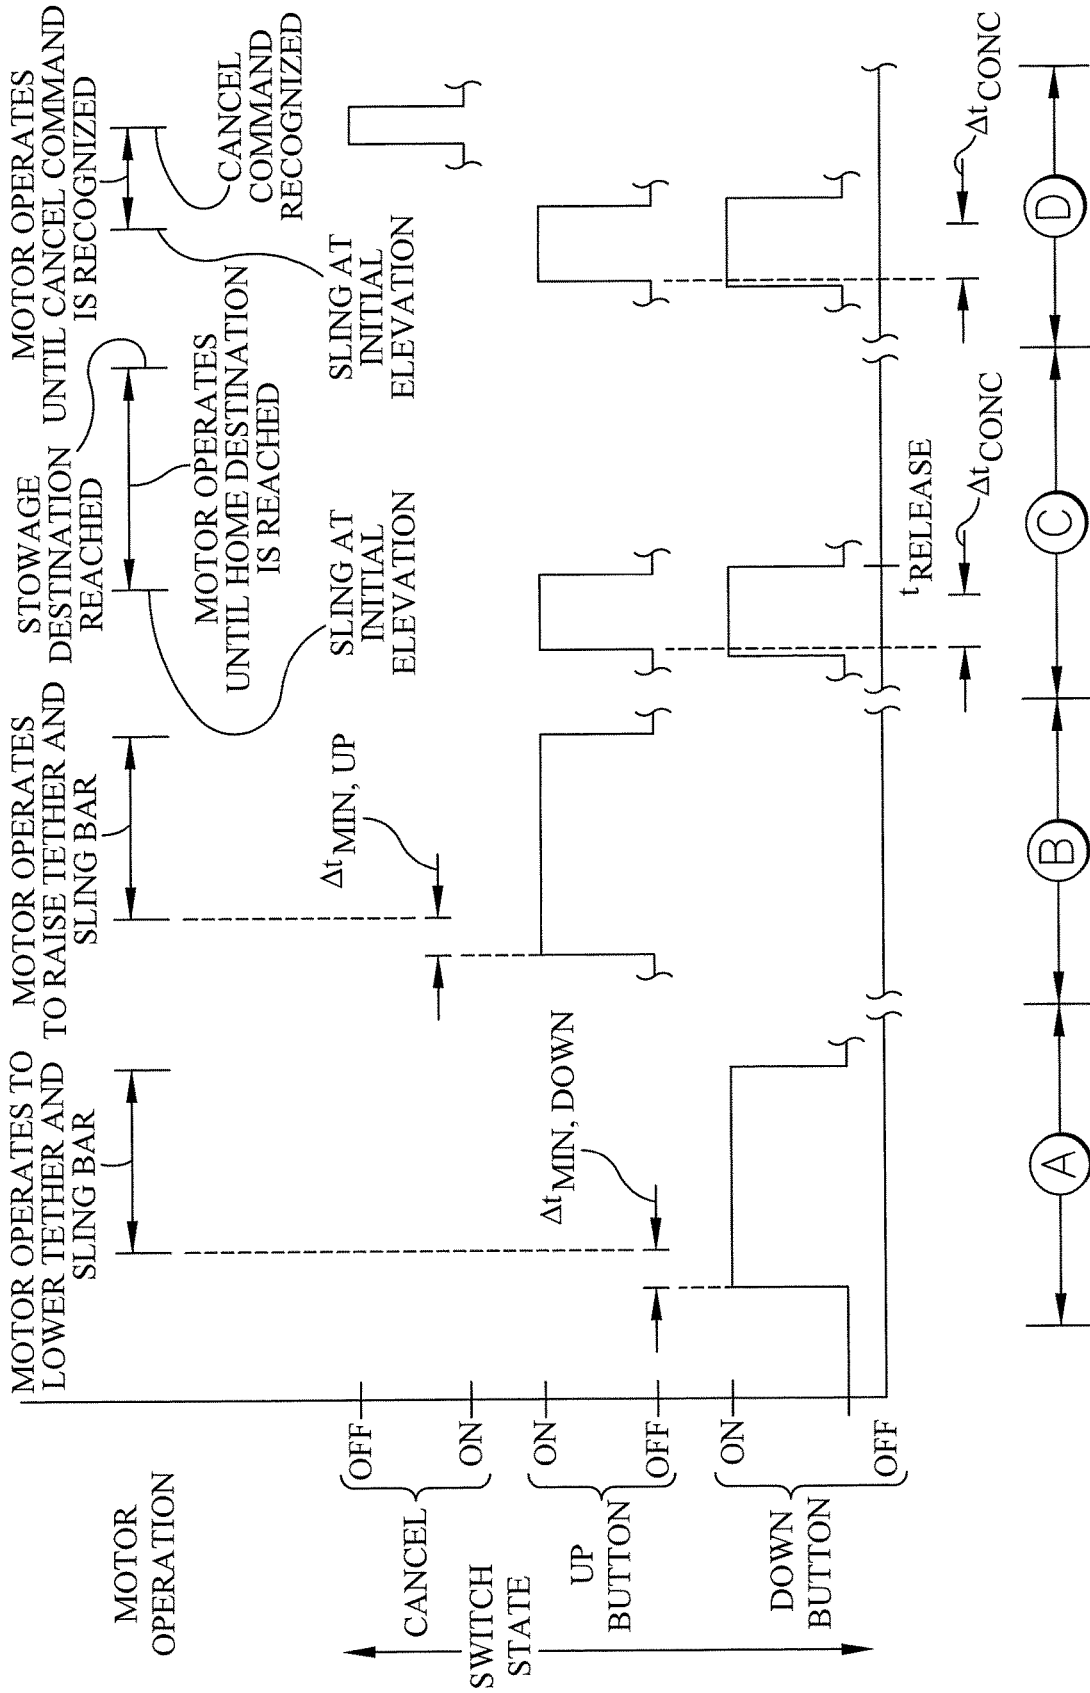 MOTOR
OPERATION
MOTOR OPERATES TO
LOWER TETHER AND
SLING BAR
MOTOR OPERATES
TO RAISE TETHER AND
SLING BAR
STOWAGE
DESTINATION
REACHED
MOTOR OPERATES
UNTIL HOME DESTINATION
IS REACHED
SLING AT
INITIAL
ELEVATION
MOTOR OPERATES
UNTIL CANCEL COMMAND
IS RECOGNIZED
CANCEL
COMMAND
RECOGNIZED
SLING AT
INITIAL
ELEVATION
SWITCH
STATE
CANCEL
OFF
ON
UP
BUTTON
ON
OFF
DOWN
BUTTON
ON
OFF
Δt MIN, DOWN
Δt MIN, UP
t RELEASE
Δt CONC
Δt CONC
A
B
C
D